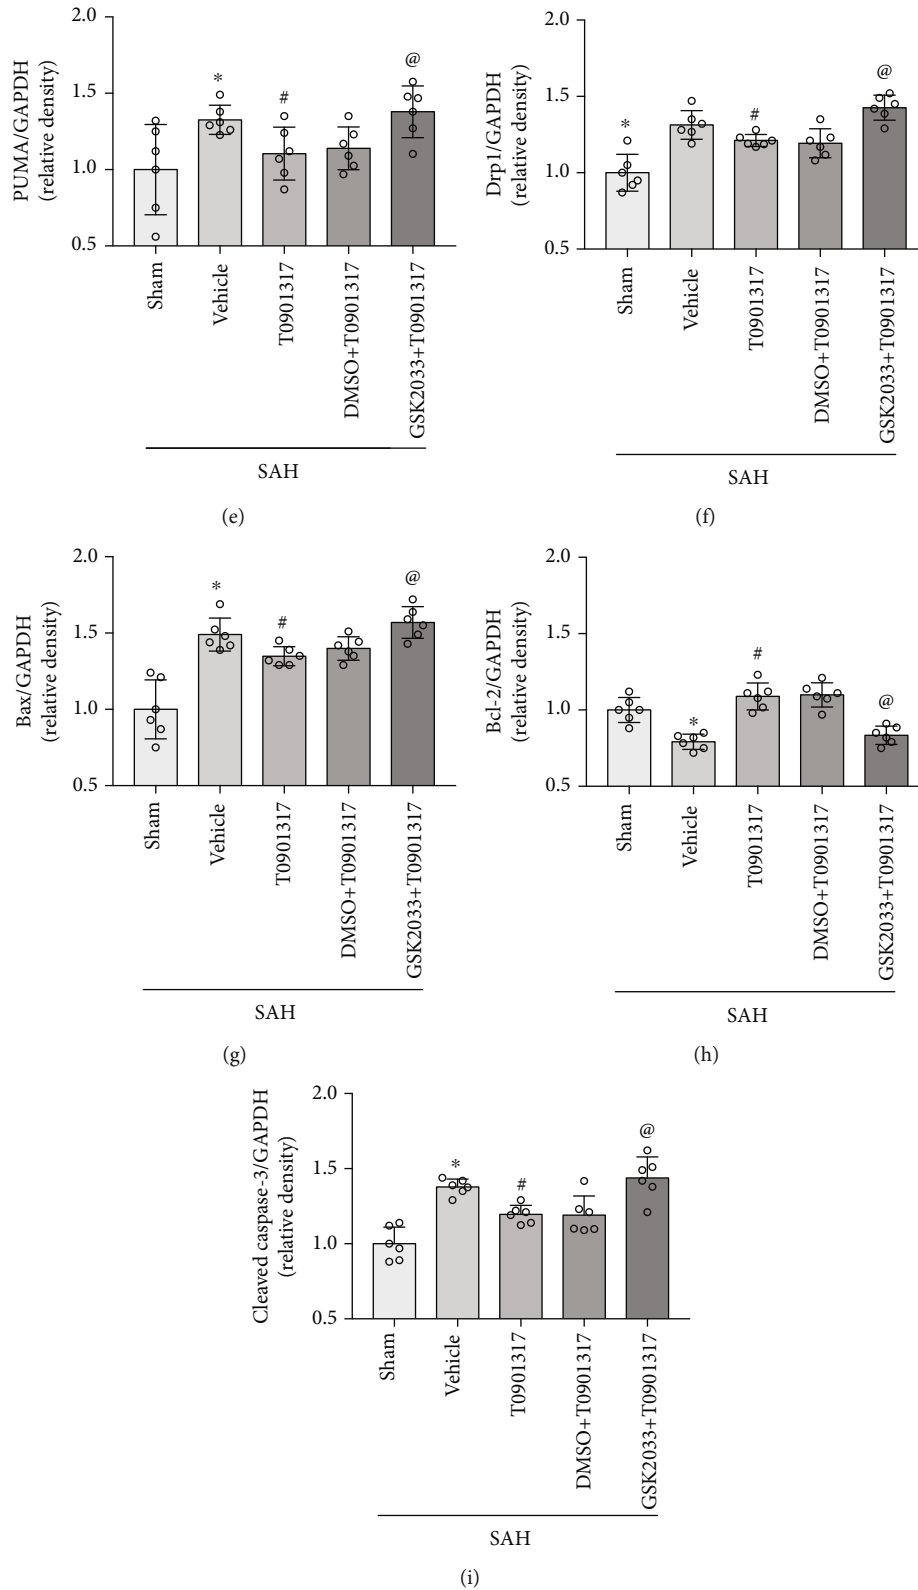 PUMA/GAPDH
(relative density)
2.0
1.5
1.0
0.5
*
#
@
Sham
Vehicle
T0901317
DMSO+T0901317
GSK2033+T0901317
SAH
(e)
Drp1/GAPDH
(relative density)
2.0
1.5
1.0
0.5
*
#
@
Sham
Vehicle
T0901317
DMSO+T0901317
GSK2033+T0901317
SAH
(f)
Bax/GAPDH
(relative density)
2.0
1.5
1.0
0.5
*
#
@
Sham
Vehicle
T0901317
DMSO+T0901317
GSK2033+T0901317
SAH
(g)
Bcl-2/GAPDH
(relative density)
2.0
1.5
1.0
0.5
*
#
@
Sham
Vehicle
T0901317
DMSO+T0901317
GSK2033+T0901317
SAH
(h)
Cleaved caspase-3/GAPDH
(relative density)
2.0
1.5
1.0
0.5
*
#
@
Sham
Vehicle
T0901317
DMSO+T0901317
GSK2033+T0901317
SAH
(i)